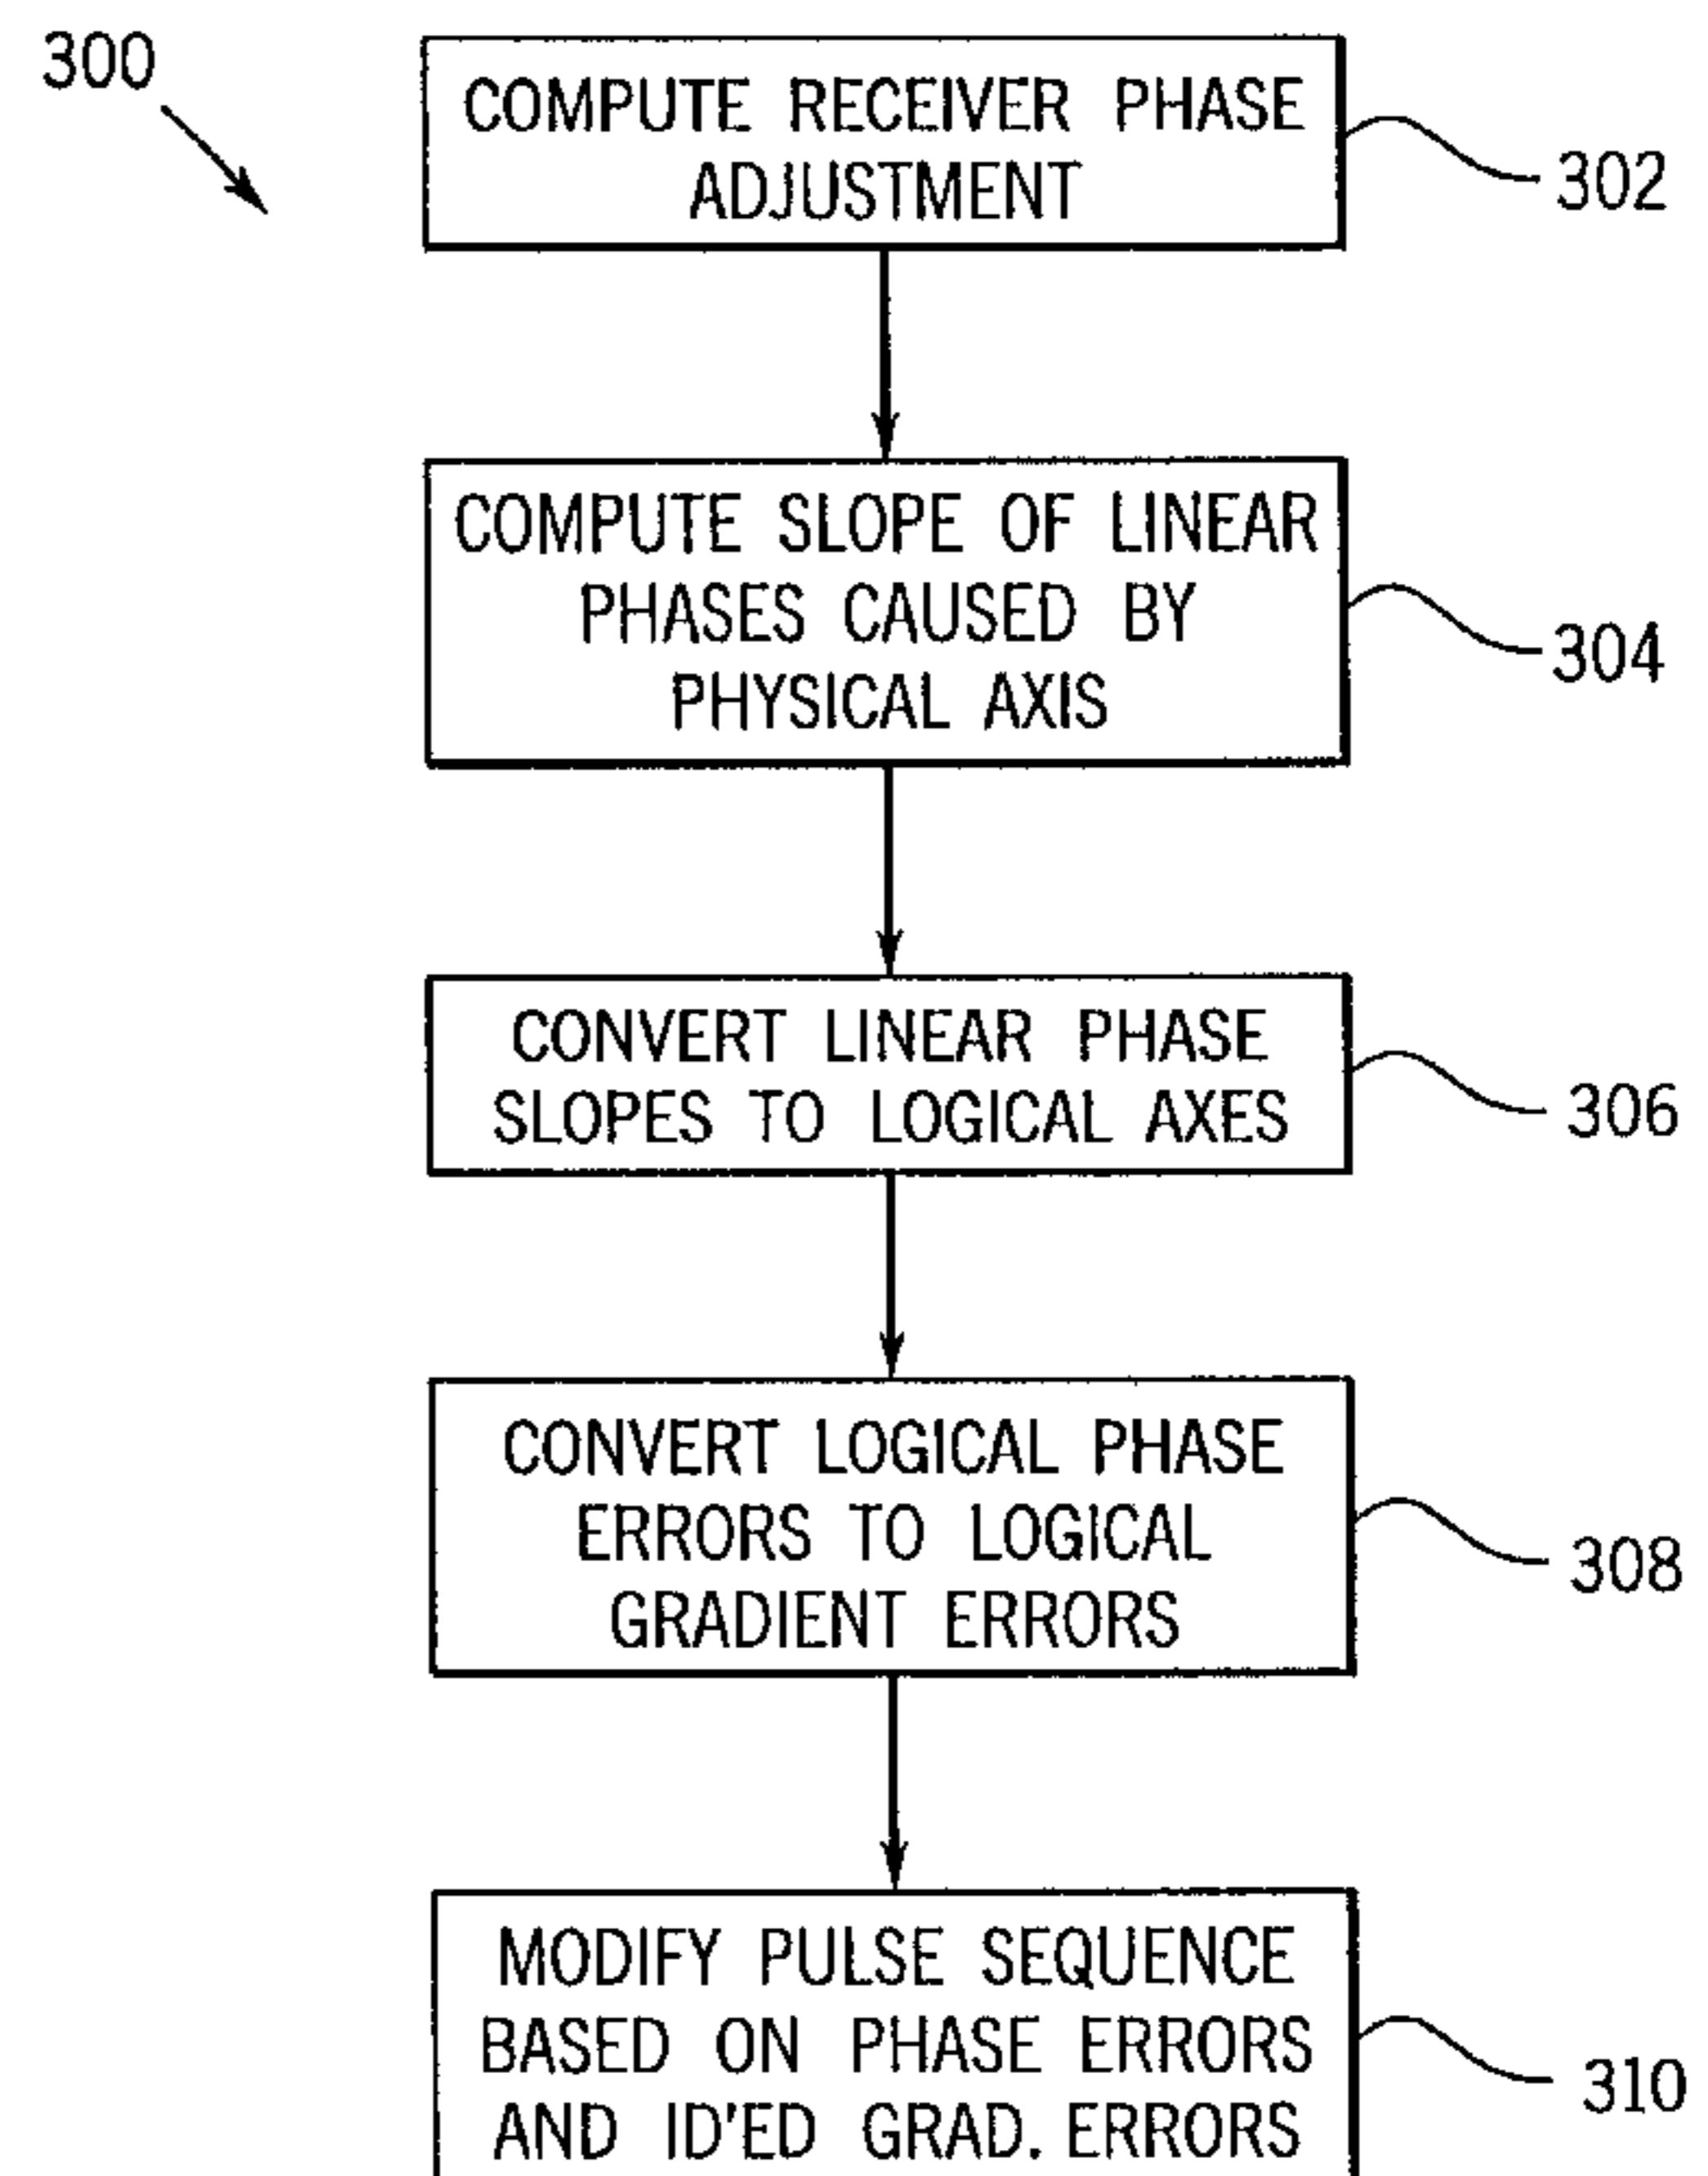 300
COMPUTE RECEIVER PHASE
ADJUSTMENT
302
COMPUTE SLOPE OF LINEAR
PHASES CAUSED BY
PHYSICAL AXIS
304
CONVERT LINEAR PHASE
SLOPES TO LOGICAL AXES
306
CONVERT LOGICAL PHASE
ERRORS TO LOGICAL
GRADIENT ERRORS
308
MODIFY PULSE SEQUENCE
BASED ON PHASE ERRORS
AND ID'ED GRAD. ERRORS
310